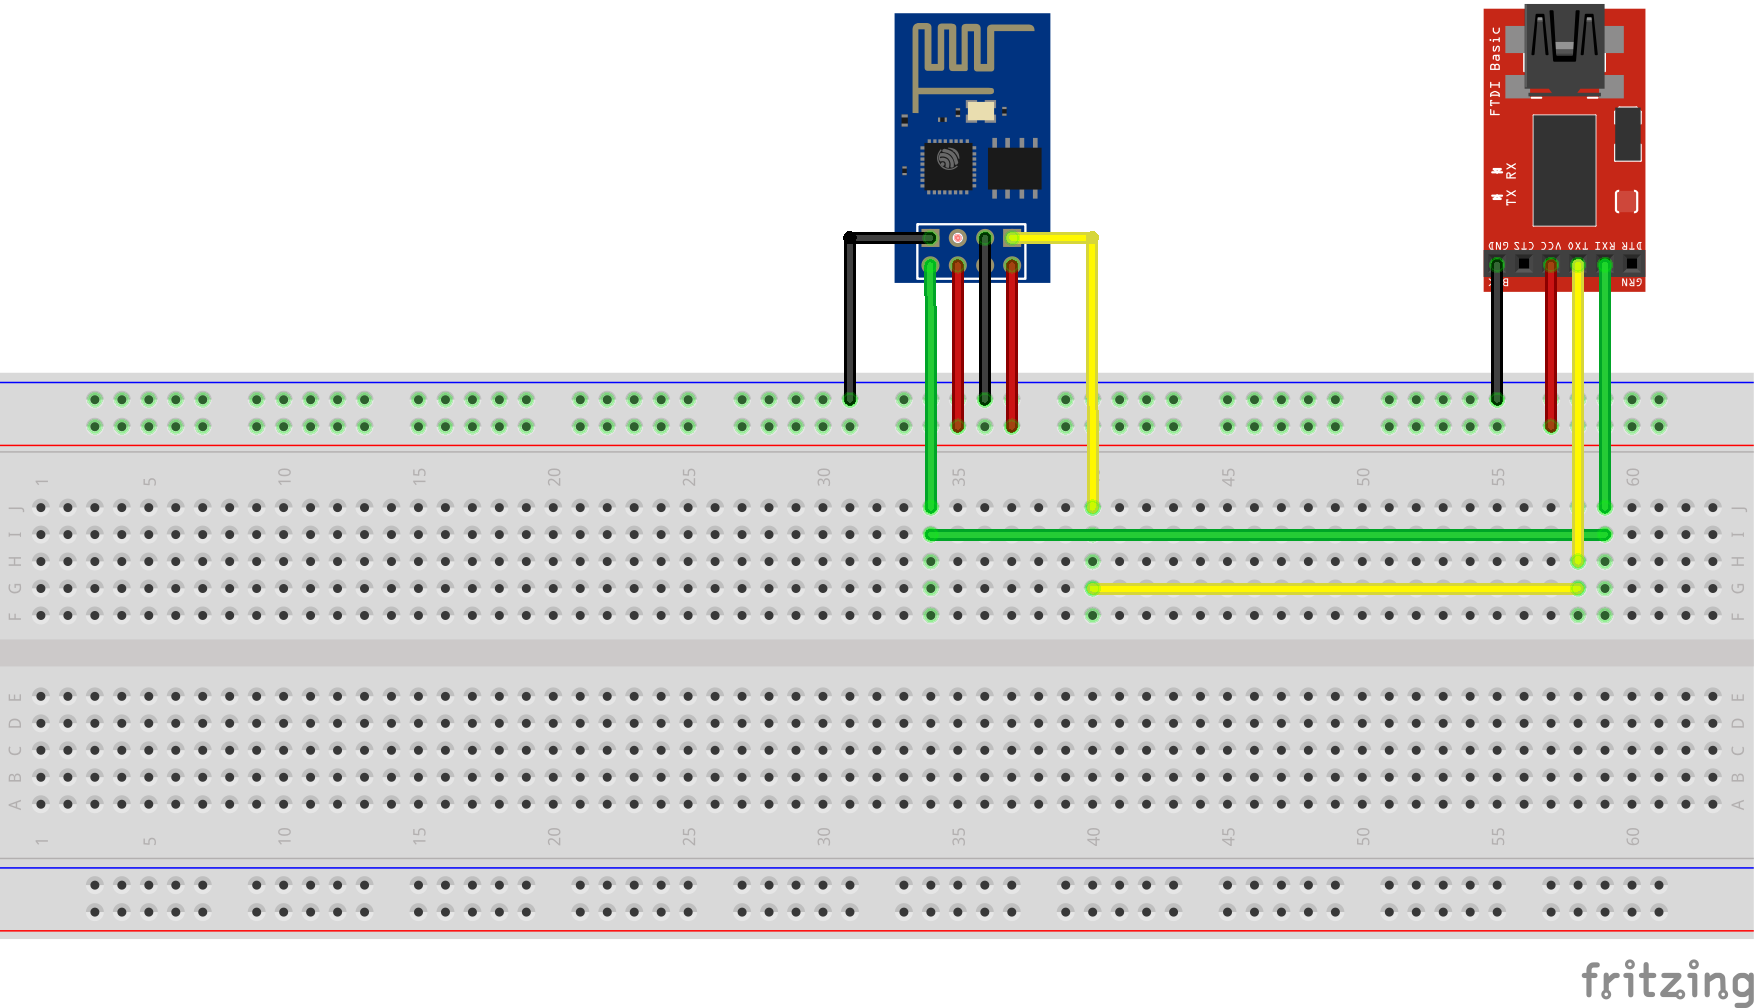 FTDI Basic
TX RX
GND CTS VCC TXO RXI DTR
GRN
1 5 10 15 20 25 30 35 45 50 55 60
J J
I I
H H
G G
F F
E E
D D
C C
B B
A A
1 5 10 15 20 25 30 35 40 45 50 55 60
fritzing